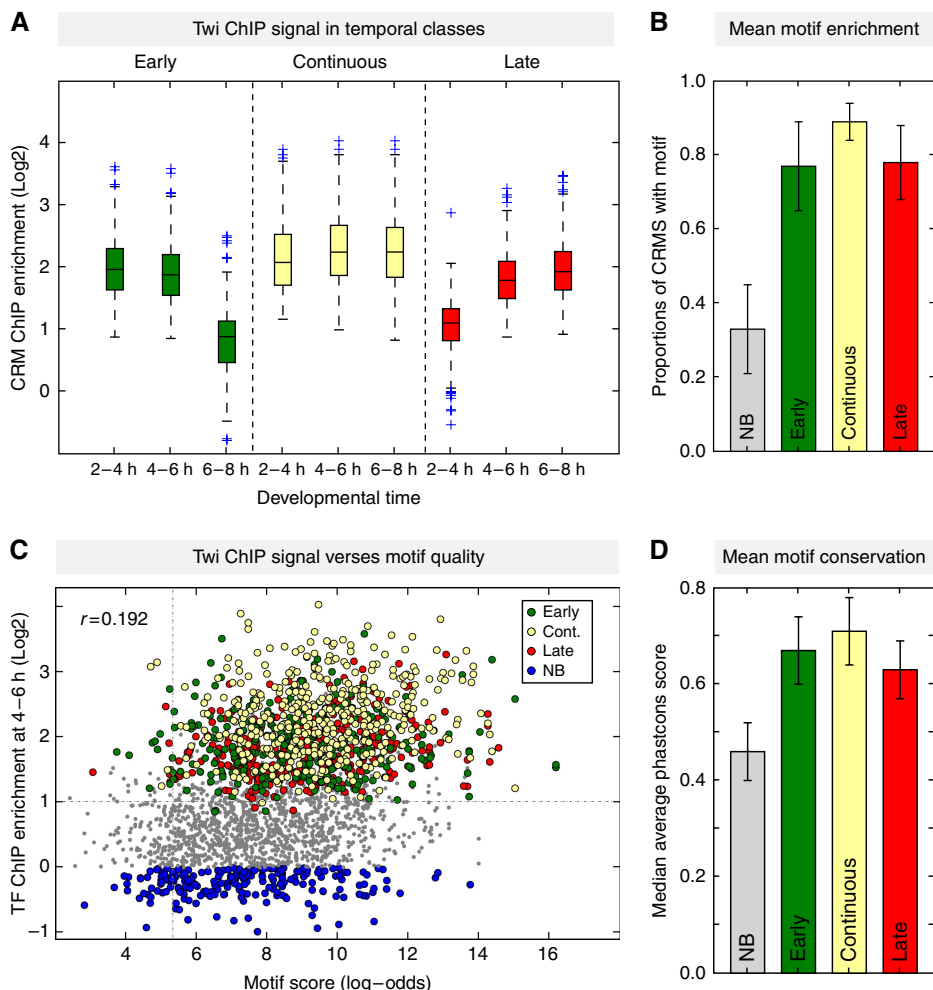 A
Twi ChIP signal in temporal classes
Early
Continuous
Late
CRM ChIP enrichment (Log2)
4
3
2
1
0
2−4 h 4−6 h 6−8 h 2−4 h 4−6 h 6−8 h 2−4 h 4−6 h 6−8 h
Developmental time
B
Mean motif enrichment
Proportions of CRMS with motif
1.0
0.8
0.6
0.4
0.2
0.0
NB
Early
Continuous
Late
C
Twi ChIP signal verses motif quality
TF ChIP enrichment at 4−6 h (Log2)
r=0.192
Early
Cont.
Late
NB
3
2
1
0
−1
4 6 8 10 12 14 16
Motif score (log−odds)
D
Mean motif conservation
Median average phastcons score
0.8
0.6
0.4
0.2
0.0
NB
Early
Continuous
Late